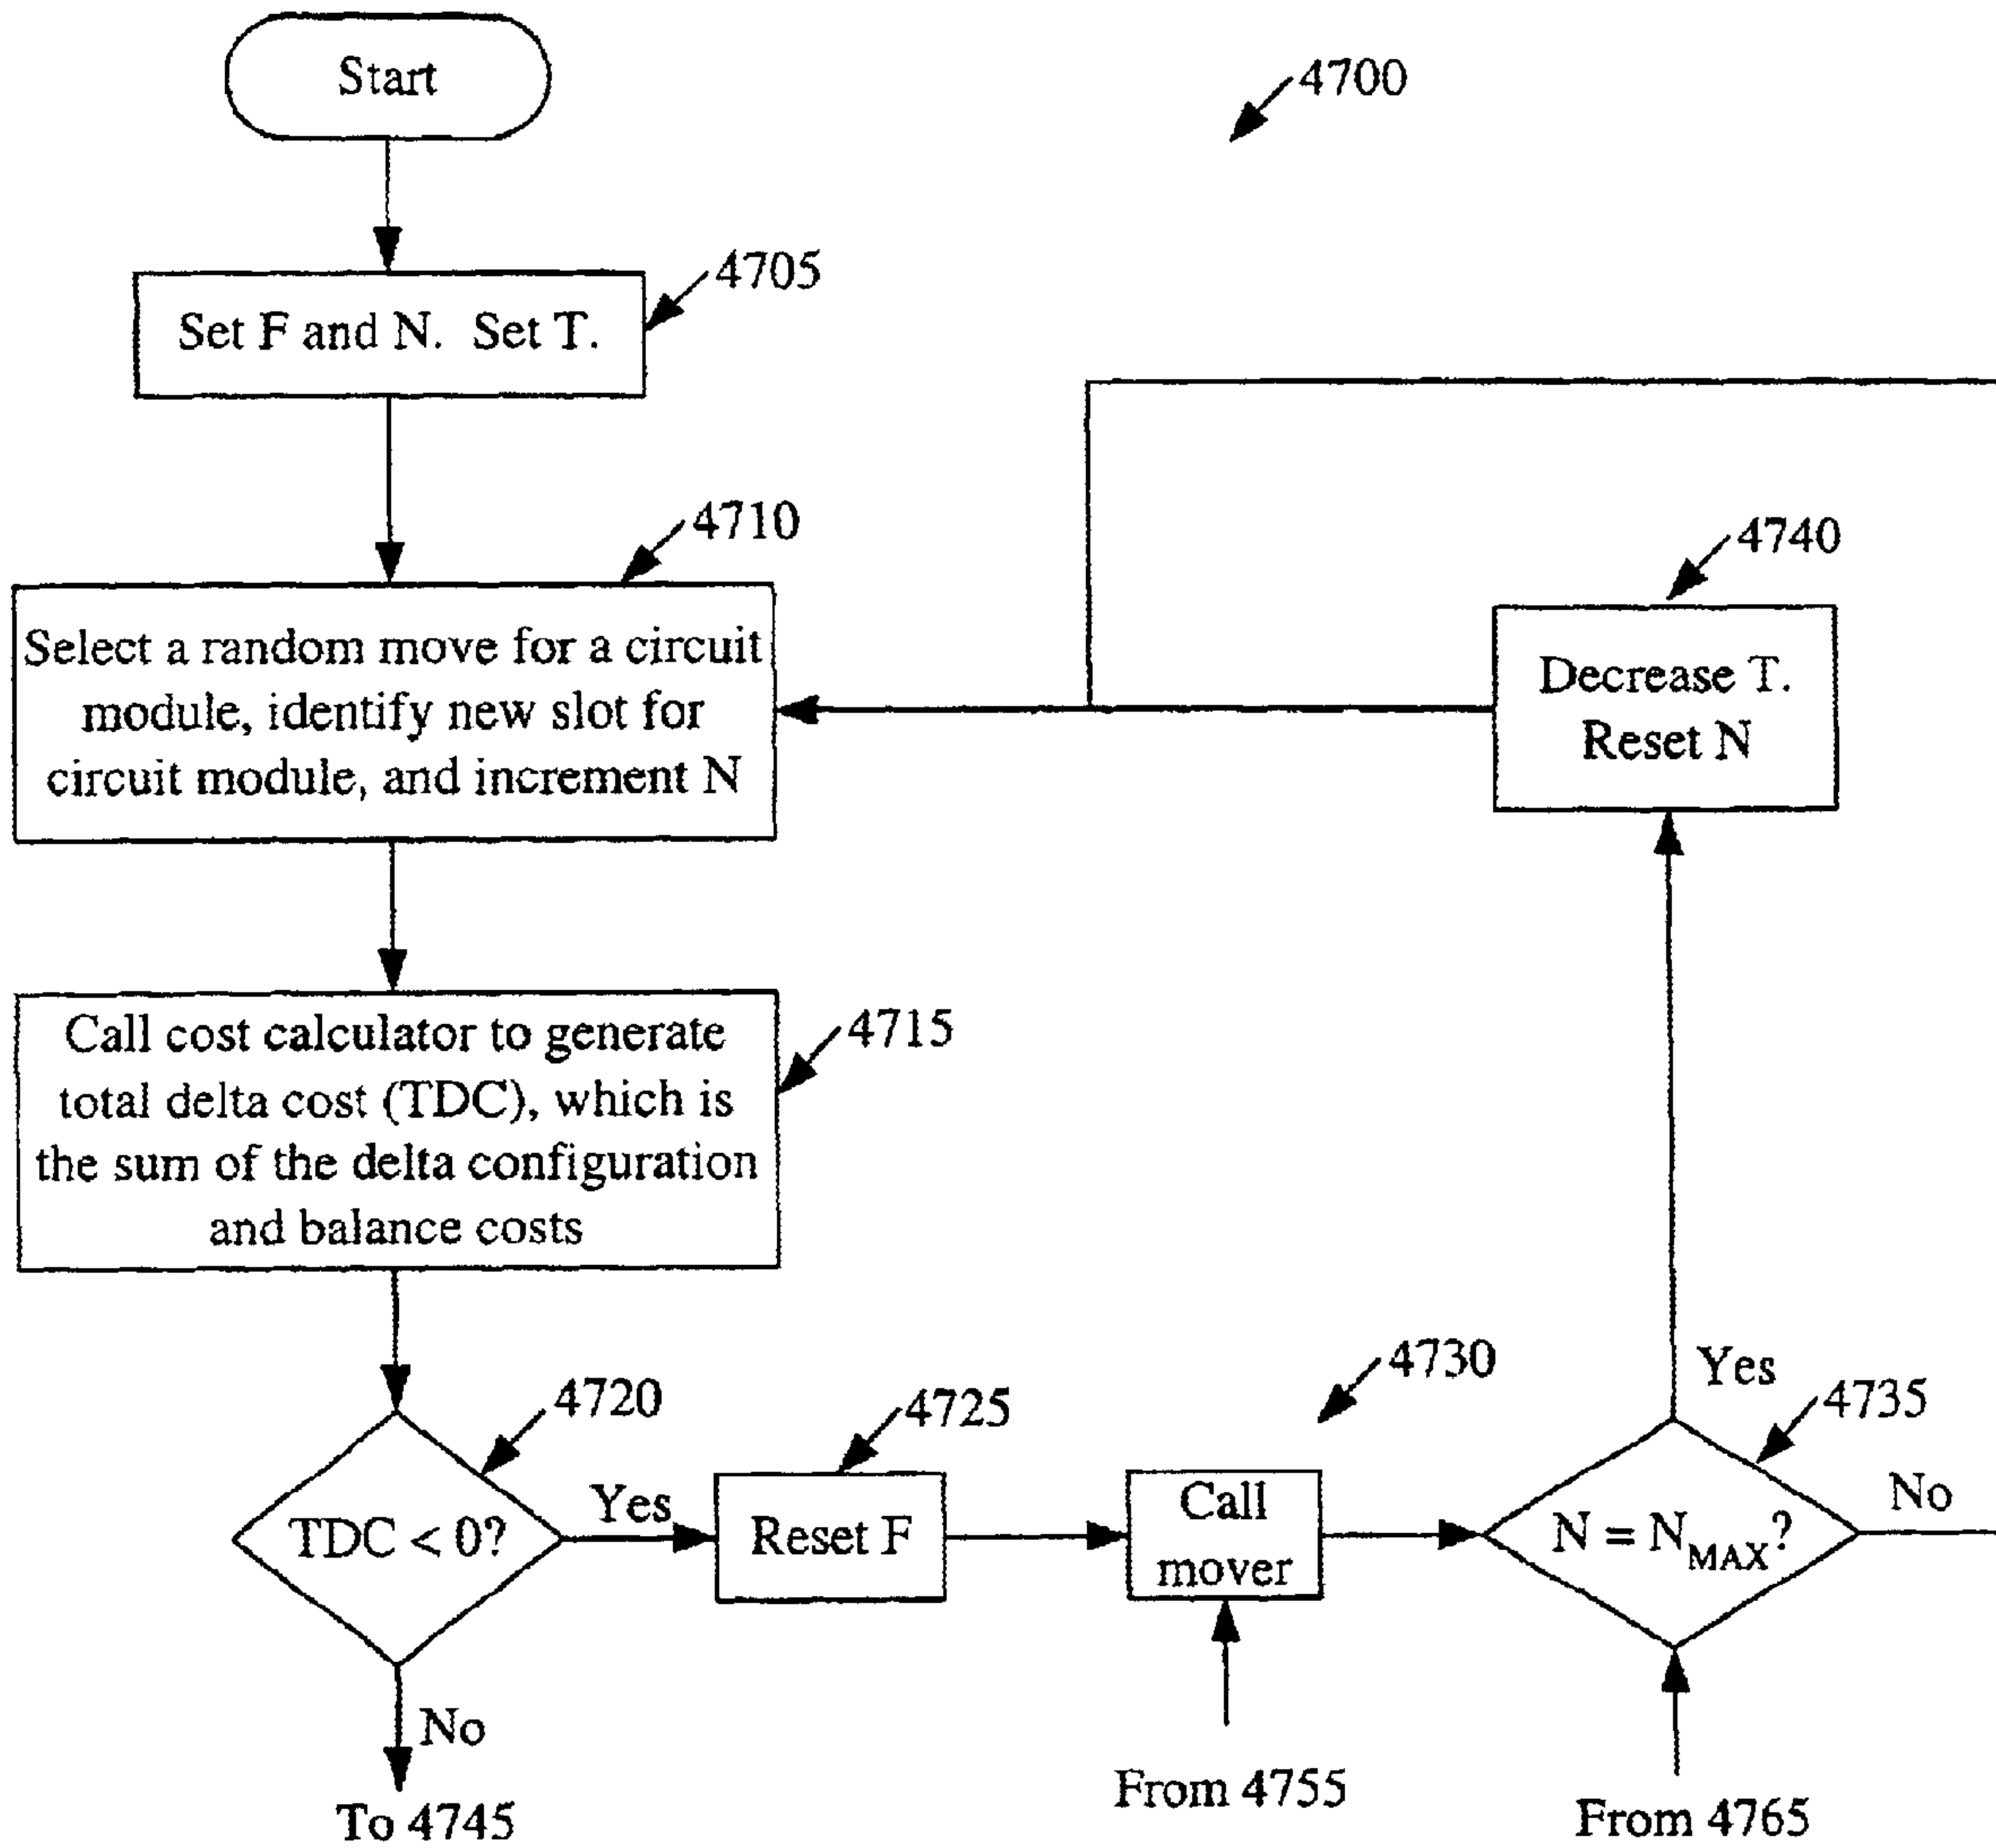 Start
4700
4705
Set F and N. Set T.
4710
4740
Select a random move for a circuit
module, identify new slot for
circuit module, and increment N
Decrease T.
Reset N
4715
Call cost calculator to generate
total delta cost (TDC), which is
the sum of the delta configuration
and balance costs
4720
4725
4730
Yes
4735
TDC < 0?
Yes
Reset F
Call
mover
N = N_MAX?
No
No
To 4745
From 4755
From 4765